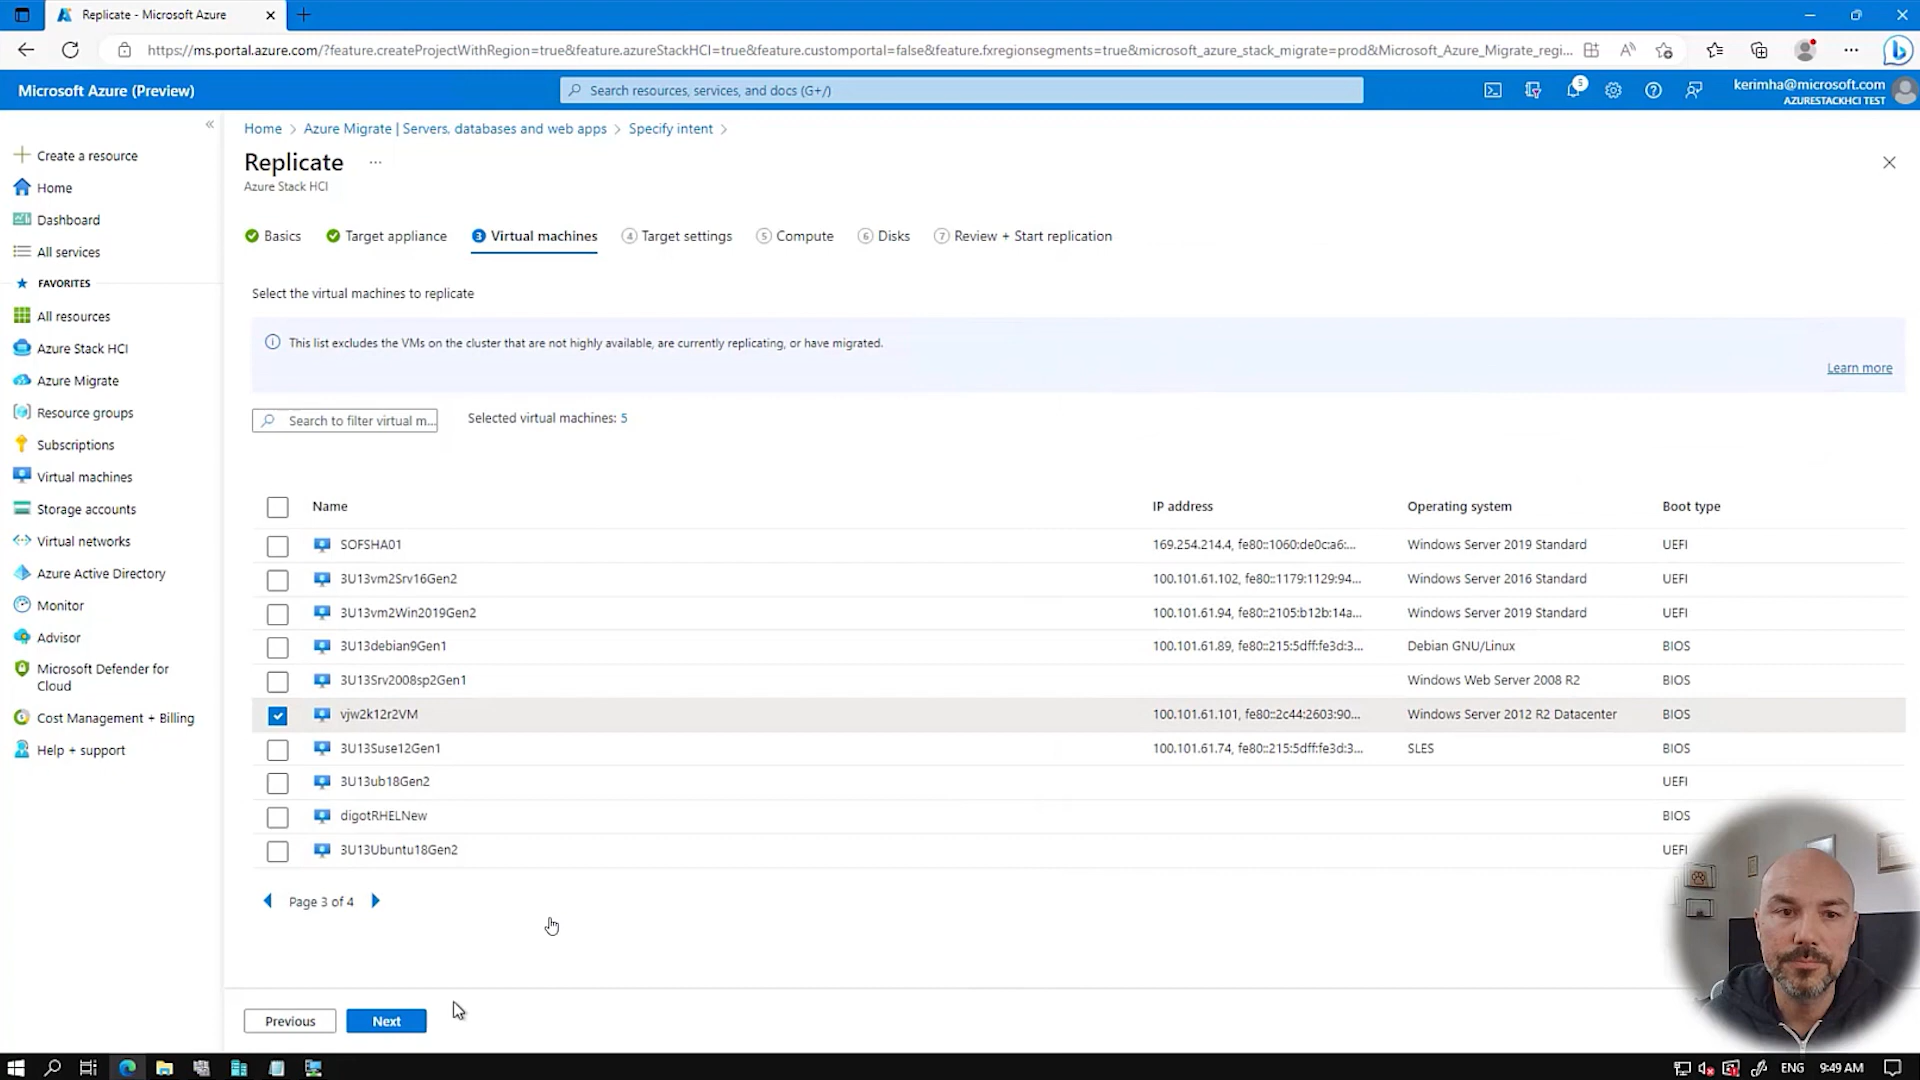 Replicate - Microsoft Azure
https://ms.portal.azure.com/?feature.createProjectWithRegion=true&feature.azureStackHCI=true&feature.customportal=false&feature.fxregionsegments=true&microsoft_azure_stack_migrate=prod&Microsoft_Azure_Migrate_regi...
Microsoft Azure (Preview)
Search resources, services, and docs (G+/)
5
kerimha@microsoft.com
AZURESTACKHCI TEST
Create a resource
Home
Dashboard
All services
FAVORITES
All resources
Azure Stack HCI
Azure Migrate
Resource groups
Subscriptions
Virtual machines
Storage accounts
Virtual networks
Azure Active Directory
Monitor
Advisor
Microsoft Defender for
Cloud
Cost Management + Billing
Help + support
Home > Azure Migrate | Servers, databases and web apps > Specify intent >
Replicate ...
Azure Stack HCI
Basics Target appliance 3 Virtual machines 4 Target settings 5 Compute 6 Disks 7 Review + Start replication
Select the virtual machines to replicate
This list excludes the VMs on the cluster that are not highly available, are currently replicating, or have migrated.
Learn more
Search to filter virtual m...
Selected virtual machines: 5
Name IP address Operating system Boot type
SOFSHA01 169.254.214.4, fe80::1060:de0c:a6:... Windows Server 2019 Standard UEFI
3U13vm2Srv16Gen2 100.101.61.102, fe80::1179:1129:94... Windows Server 2016 Standard UEFI
3U13vm2Win2019Gen2 100.101.61.94, fe80::2105:b12b:14a... Windows Server 2019 Standard UEFI
3U13debian9Gen1 100.101.61.89, fe80::215:5dff:fe3d:3... Debian GNU/Linux BIOS
3U13Srv2008sp2Gen1 Windows Web Server 2008 R2 BIOS
vjw2k12r2VM 100.101.61.101, fe80::2c44:2603:90... Windows Server 2012 R2 Datacenter BIOS
3U13Suse12Gen1 100.101.61.74, fe80::215:5dff:fe3d:3... SLES BIOS
3U13ub18Gen2 UEFI
digotRHELNew BIOS
3U13Ubuntu18Gen2 UEFI
Page 3 of 4
Previous Next
ENG 9:49 AM